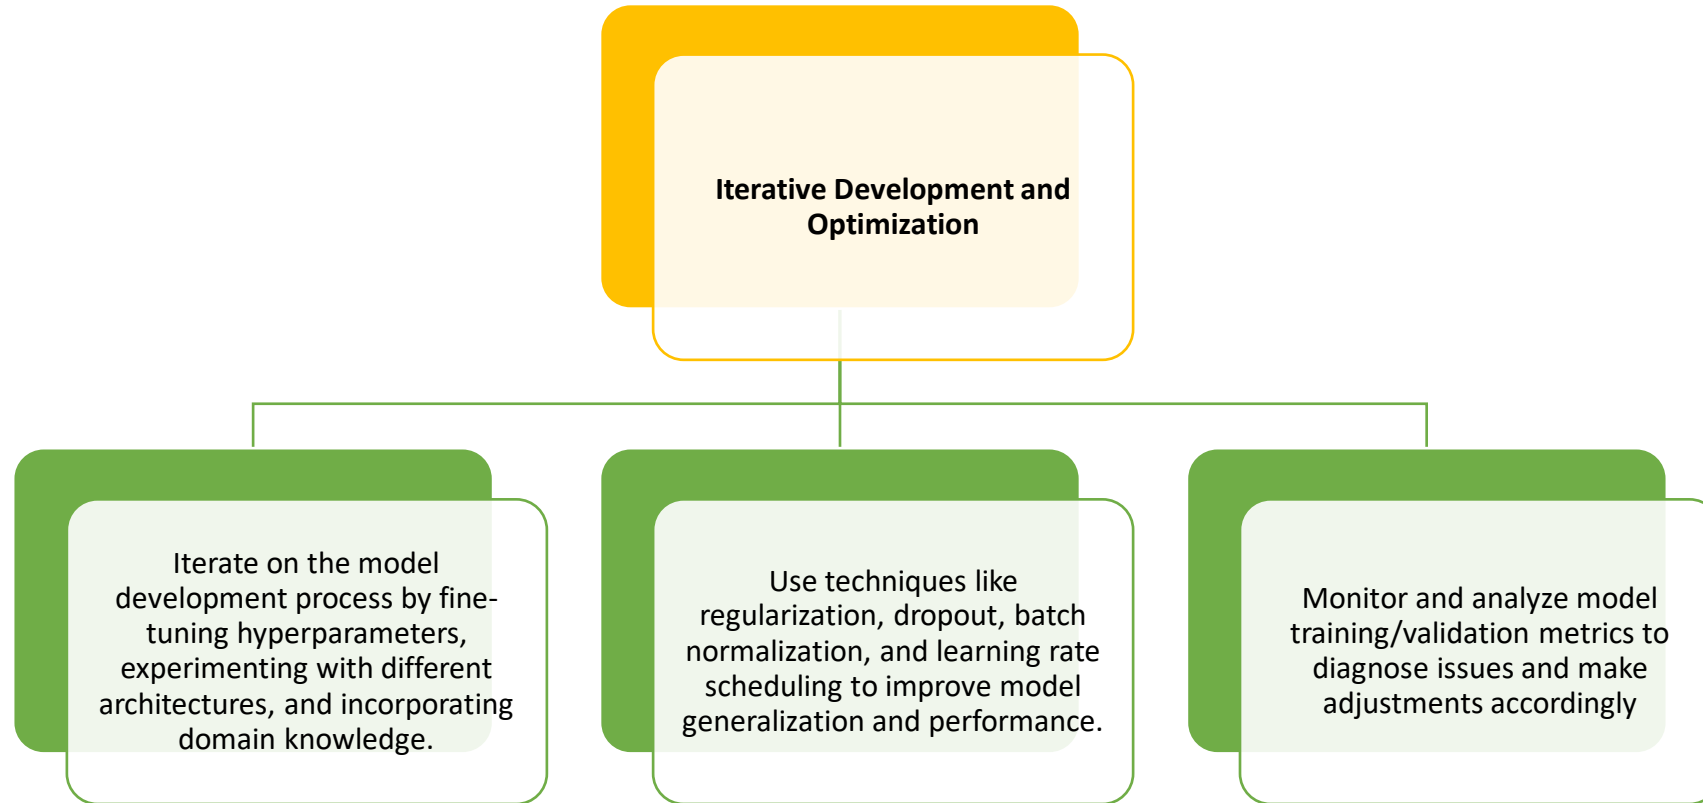 Iterative Development and
Optimization
Iterate on the model
development process by fine-
tuning hyperparameters,
experimenting with different
architectures, and incorporating
domain knowledge.
Use techniques like
regularization, dropout, batch
normalization, and learning rate
scheduling to improve model
generalization and performance.
Monitor and analyze model
training/validation metrics to
diagnose issues and make
adjustments accordingly